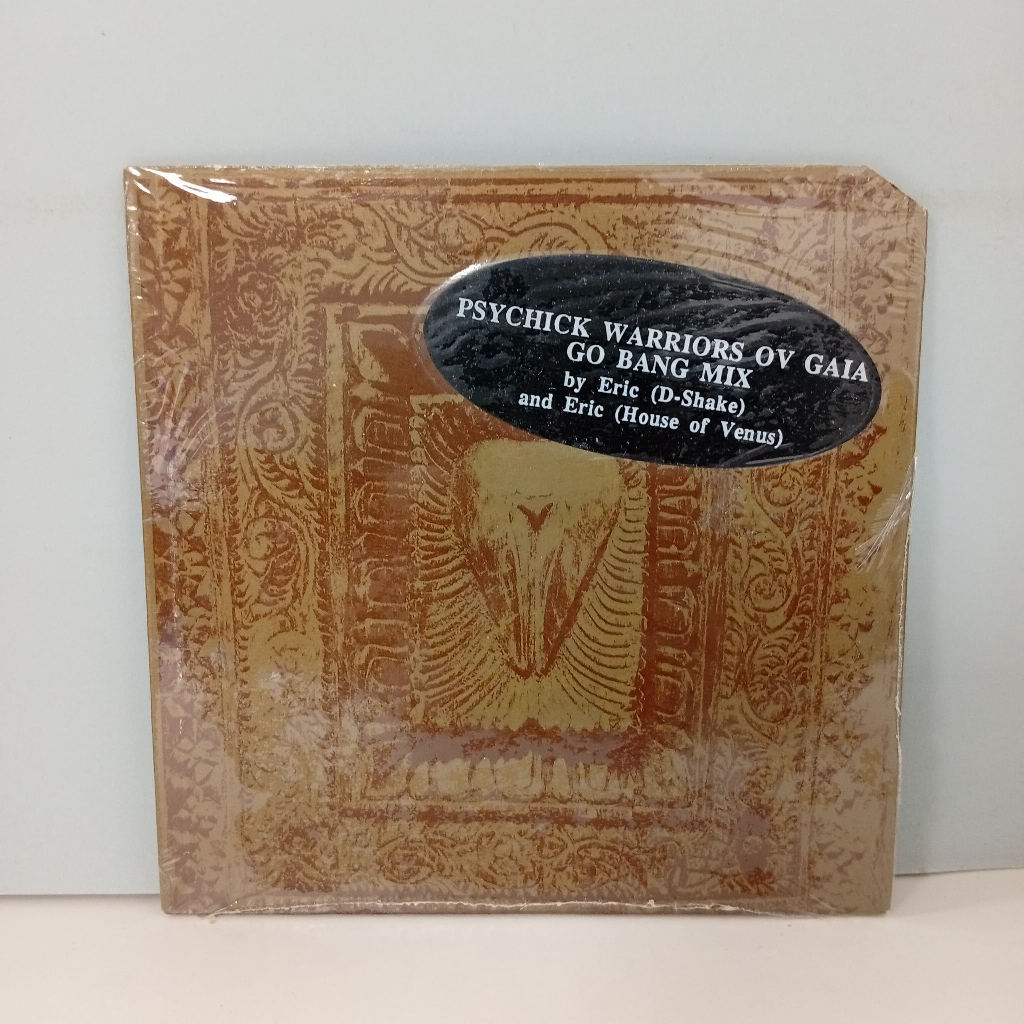 PSYCHICK WARRIORS OV GAIA
GO BANG MIX
by Eric (D-Shake)
and Eric (House of Venus)